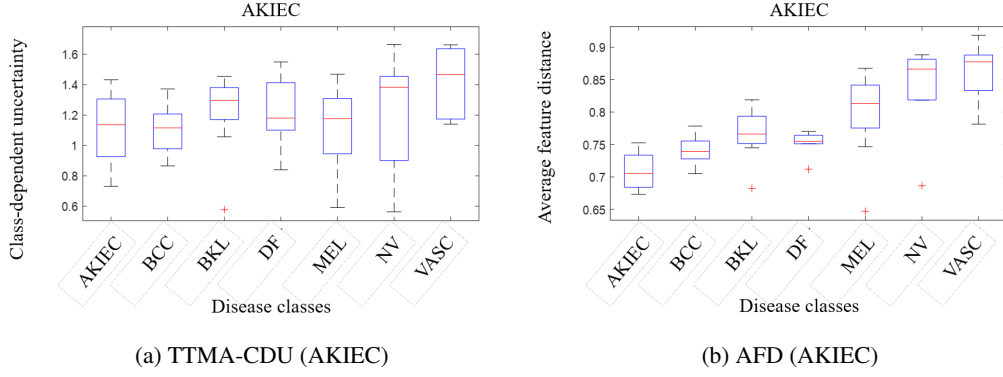 AKIEC
Class-dependent uncertainty
1.6
1.4
1.2
1
0.8
0.6
AKIEC
BCC
BKL
DF
MEL
NV
VASC
Disease classes
(a) TTMA-CDU (AKIEC)
AKIEC
Average feature distance
0.9
0.85
0.8
0.75
0.7
0.65
AKIEC
BCC
BKL
DF
MEL
NV
VASC
Disease classes
(b) AFD (AKIEC)